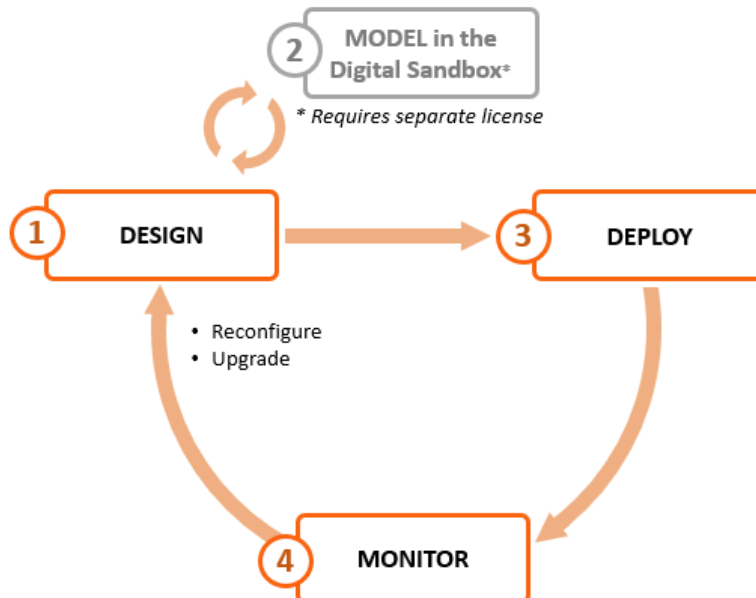 2
MODEL in the
Digital Sandbox*
* Requires separate license
1
DESIGN
3
DEPLOY
• Reconfigure
• Upgrade
4
MONITOR